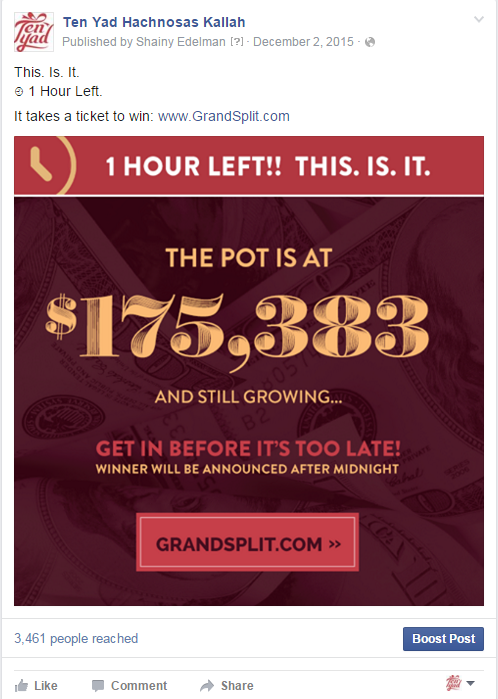 Ten yad
Ten Yad Hachnosas Kallah
Published by Shainy Edelman [?] · December 2, 2015 ·
This. Is. It.
1 Hour Left.
It takes a ticket to win: www.GrandSplit.com
1 HOUR LEFT!! THIS. IS. IT.
THE POT IS AT
$175,383
AND STILL GROWING...
GET IN BEFORE IT'S TOO LATE!
WINNER WILL BE ANNOUNCED AFTER MIDNIGHT
GRANDSPLIT.COM »
3,461 people reached
Boost Post
Like Comment Share